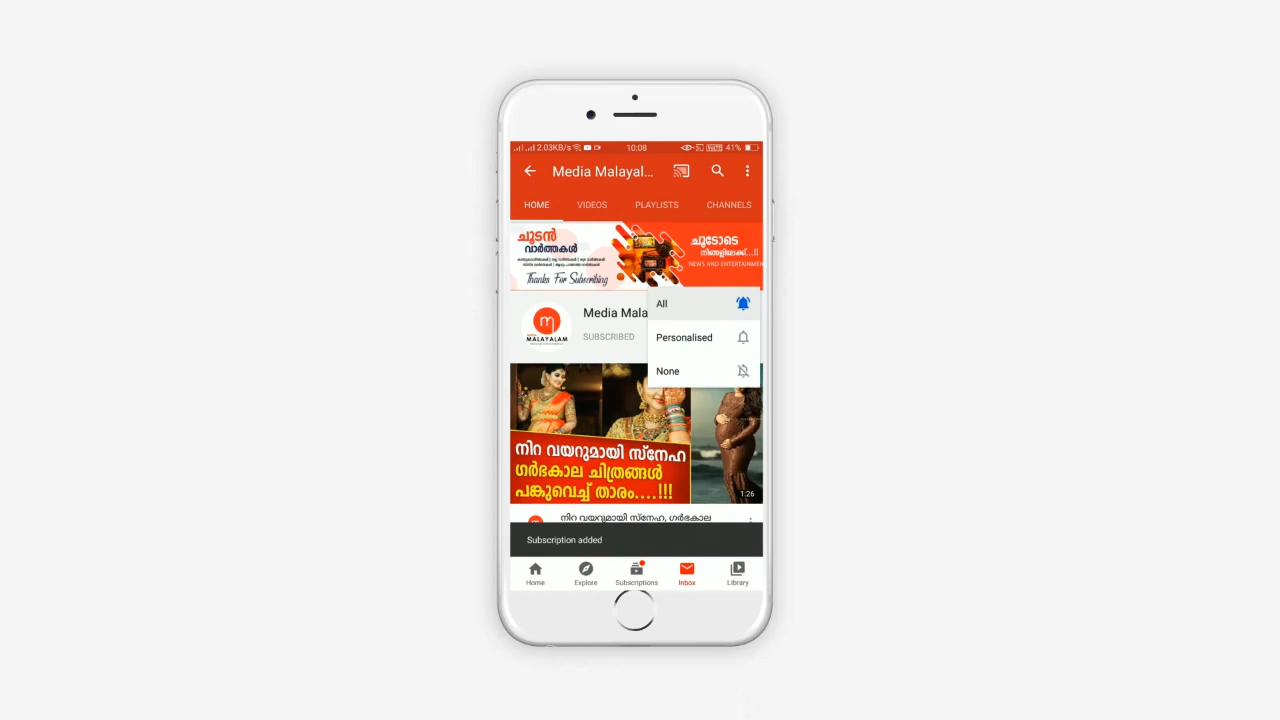 2.03KB/s 10:08 41%
Media Malayal...
HOME VIDEOS PLAYLISTS CHANNELS
ചൂടൻ
വാർത്തകൾ
Thanks For Subscribing
ചൂടോടെ
നിങ്ങളിലേക്ക്...!!
NEWS AND ENTERTAINMEN
All
Media Mala
MALAYALAM
SUBSCRIBED
Personalised
None
നിറ വയറുമായി സ്നേഹ
ഗർഭകാല ചിത്രങ്ങൾ
പങ്കുവെച്ച് താരം....!!!
1:26
നിറ വയറുമായി സ്നേഹ, ഗർഭകാല
Subscription added
Home Explore Subscriptions Inbox Library